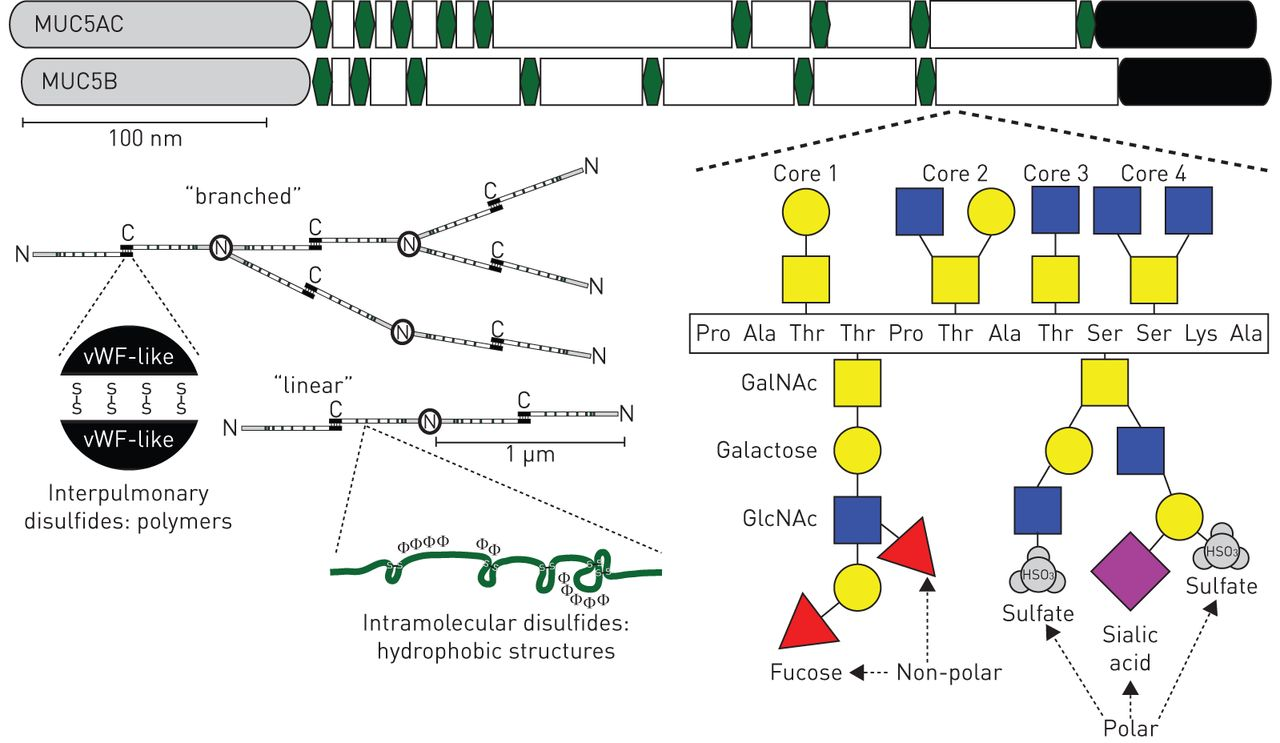 MUC5AC
MUC5B
100 nm
“branched”
N
C
N
C
N
C
N
C
N
C
N
C
N
vWF-like
S S S S
S S S S
vWF-like
Interpulmonary
disulfides: polymers
“linear”
N
C
N
C
N
1 µm
ΦΦΦΦ
ΦΦ
Φ
Φ
ΦΦΦΦ
Intramolecular disulfides:
hydrophobic structures
Core 1
Core 2
Core 3
Core 4
Pro Ala Thr Thr Pro Thr Ala Thr Ser Ser Lys Ala
GalNAc
Galactose
GlcNAc
Fucose
Non-polar
HSO₃
Sulfate
HSO₃
Sulfate
Sialic
acid
Polar